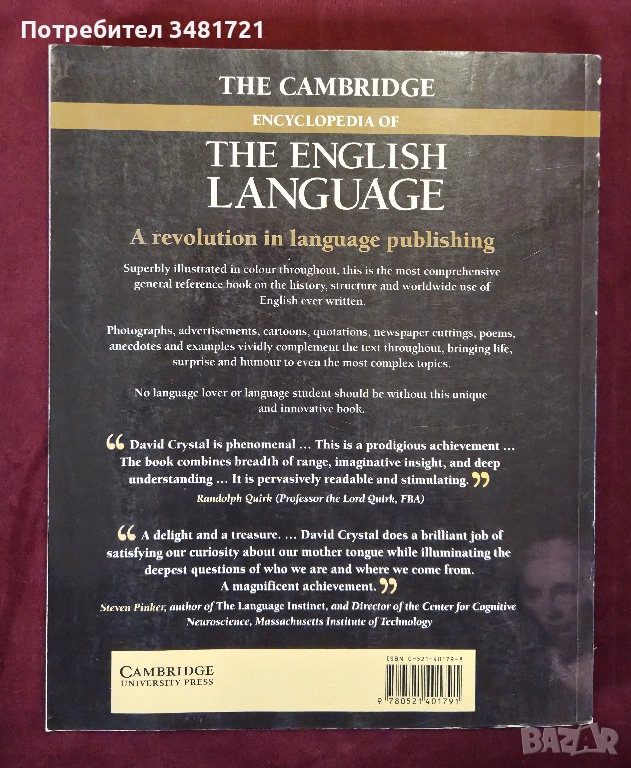 Потребител 3481721
THE CAMBRIDGE
ENCYCLOPEDIA OF
THE ENGLISH
LANGUAGE
A revolution in language publishing
Superbly illustrated in colour throughout, this is the most comprehensive
general reference book on the history, structure and worldwide use of
English ever written.
Photographs, advertisements, cartoons, quotations, newspaper cuttings, poems,
anecdotes and examples vividly complement the text throughout, bringing life,
surprise and humour to even the most complex topics.
No language lover or language student should be without this unique
and innovative book.
“ David Crystal is phenomenal ... This is a prodigious achievement ...
The book combines breadth of range, imaginative insight, and deep
understanding ... It is pervasively readable and stimulating. ”
Randolph Quirk (Professor the Lord Quirk, FBA)
“ A delight and a treasure. ... David Crystal does a brilliant job of
satisfying our curiosity about our mother tongue while illuminating the
deepest questions of who we are and where we come from.
A magnificent achievement. ”
Steven Pinker, author of The Language Instinct, and Director of the Center for Cognitive
Neuroscience, Massachusetts Institute of Technology
CAMBRIDGE
UNIVERSITY PRESS
ISBN 0-521-40179-8
9 780521 401791
BAZAR